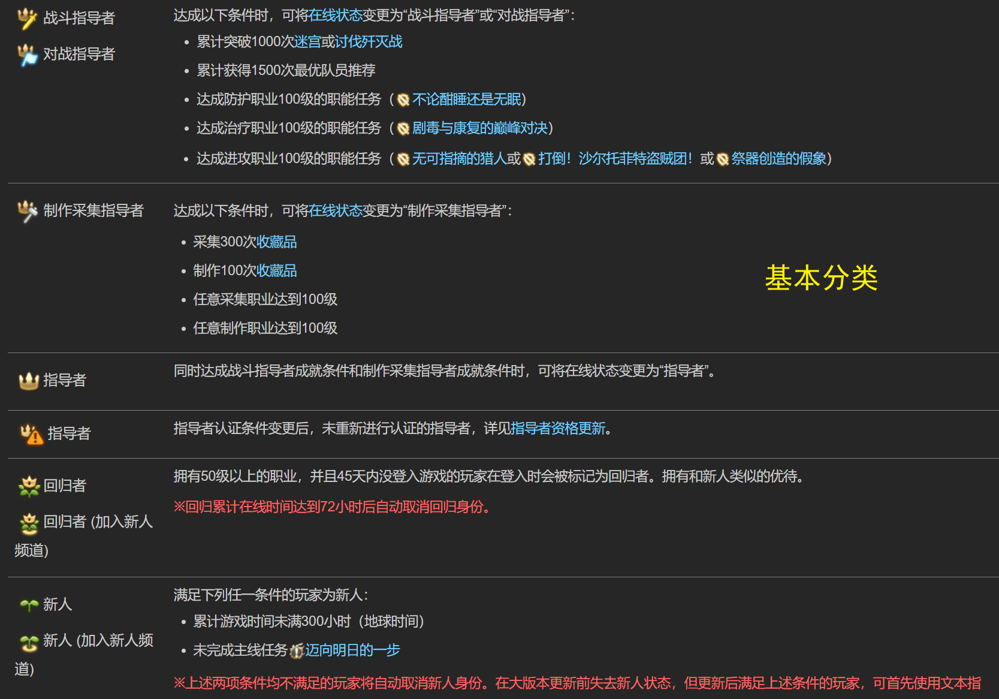 战斗指导者
对战指导者
达成以下条件时，可将在线状态变更为“战斗指导者”或“对战指导者”：
• 累计突破1000次迷宫或讨伐歼灭战
• 累计获得1500次最优队员推荐
• 达成防护职业100级的职能任务（不论酣睡还是无眠）
• 达成治疗职业100级的职能任务（剧毒与康复的巅峰对决）
• 达成进攻职业100级的职能任务（无可指摘的猎人或打倒！沙尔托菲特盗贼团！或祭器创造的假象）
制作采集指导者
达成以下条件时，可将在线状态变更为“制作采集指导者”：
• 采集300次收藏品
• 制作100次收藏品
• 任意采集职业达到100级
• 任意制作职业达到100级
基本分类
指导者
同时达成战斗指导者成就条件和制作采集指导者成就条件时，可将在线状态变更为“指导者”。
指导者
指导者认证条件变更后，未重新进行认证的指导者，详见指导者资格更新。
回归者
回归者 (加入新人
频道)
拥有50级以上的职业，并且45天内没登入游戏的玩家在登入时会被标记为回归者。拥有和新人类似的优待。
※回归累计在线时间达到72小时后自动取消回归身份。
新人
新人 (加入新人频
道)
满足下列任一条件的玩家为新人：
• 累计游戏时间未满300小时（地球时间）
• 未完成主线任务迈向明日的一步
※上述两项条件均不满足的玩家将自动取消新人身份。在大版本更新前失去新人状态，但更新后满足上述条件的玩家，可首先使用文本指